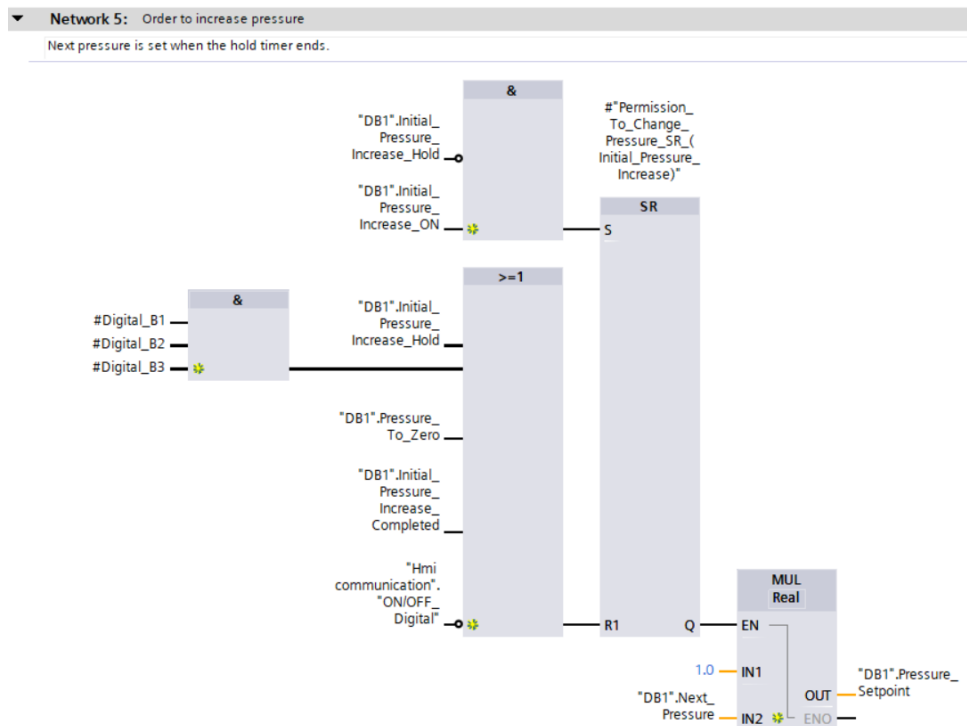 Network 5: Order to increase pressure
Next pressure is set when the hold timer ends.
&
"DB1".Initial_
Pressure_
Increase_Hold
"DB1".Initial_
Pressure_
Increase_ON
#"Permission_
To_Change_
Pressure_SR_(
Initial_Pressure_
Increase)"
SR
S
>=1
&
#Digital_B1
#Digital_B2
#Digital_B3
"DB1".Initial_
Pressure_
Increase_Hold
"DB1".Pressure_
To_Zero
"DB1".Initial_
Pressure_
Increase_
Completed
"Hmi
communication".
"ON/OFF_
Digital"
R1 Q
MUL
Real
EN
1.0 IN1
"DB1".Next_
Pressure IN2
OUT
ENO
"DB1".Pressure_
Setpoint